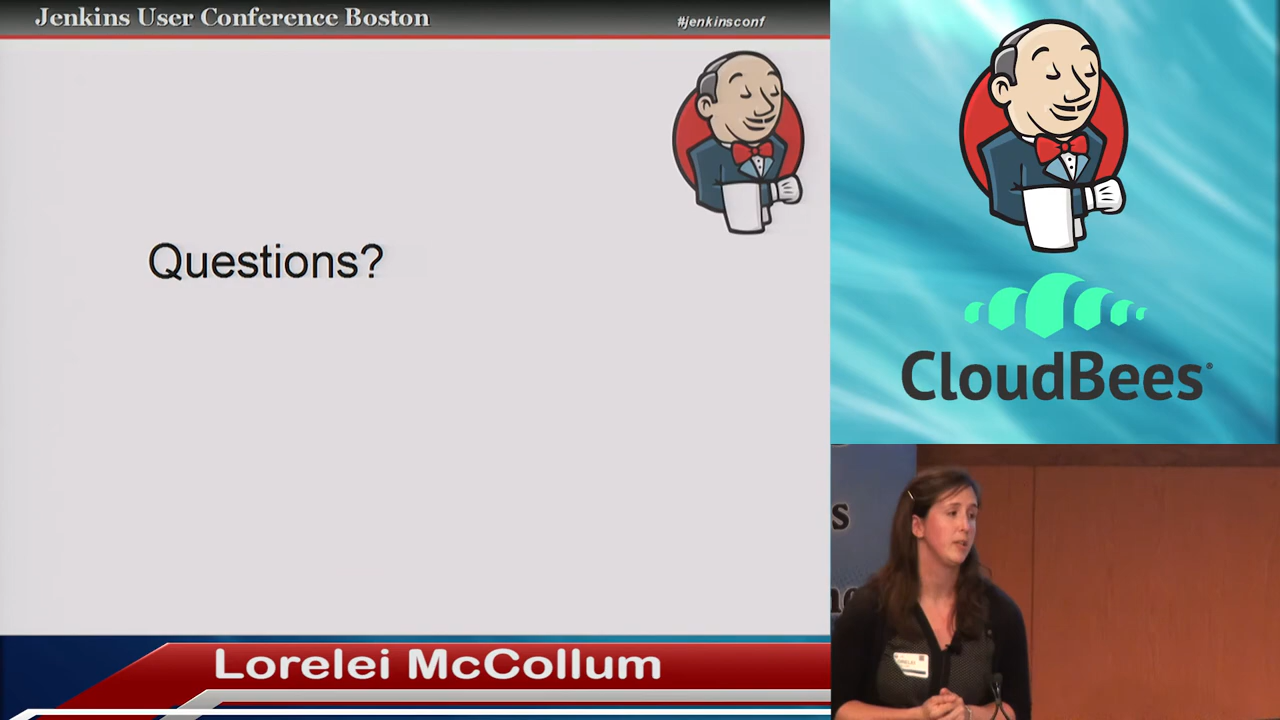 Jenkins User Conference Boston
#jenkinsconf
Questions?
CloudBees®
Lorelei McCollum